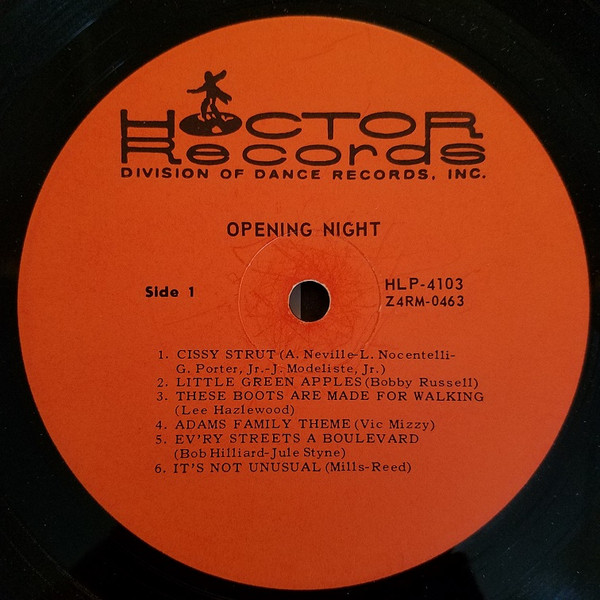 HOCTOR
Records
DIVISION OF DANCE RECORDS, INC.
OPENING NIGHT
Side 1
HLP-4103
Z4RM-0463
1. CISSY STRUT (A. Neville-L. Nocentelli-
G. Porter, Jr.-J. Modeliste, Jr.)
2. LITTLE GREEN APPLES (Bobby Russell)
3. THESE BOOTS ARE MADE FOR WALKING
(Lee Hazlewood)
4. ADAMS FAMILY THEME (Vic Mizzy)
5. EV'RY STREETS A BOULEVARD
(Bob Hilliard-Jule Styne)
6. IT'S NOT UNUSUAL (Mills-Reed)